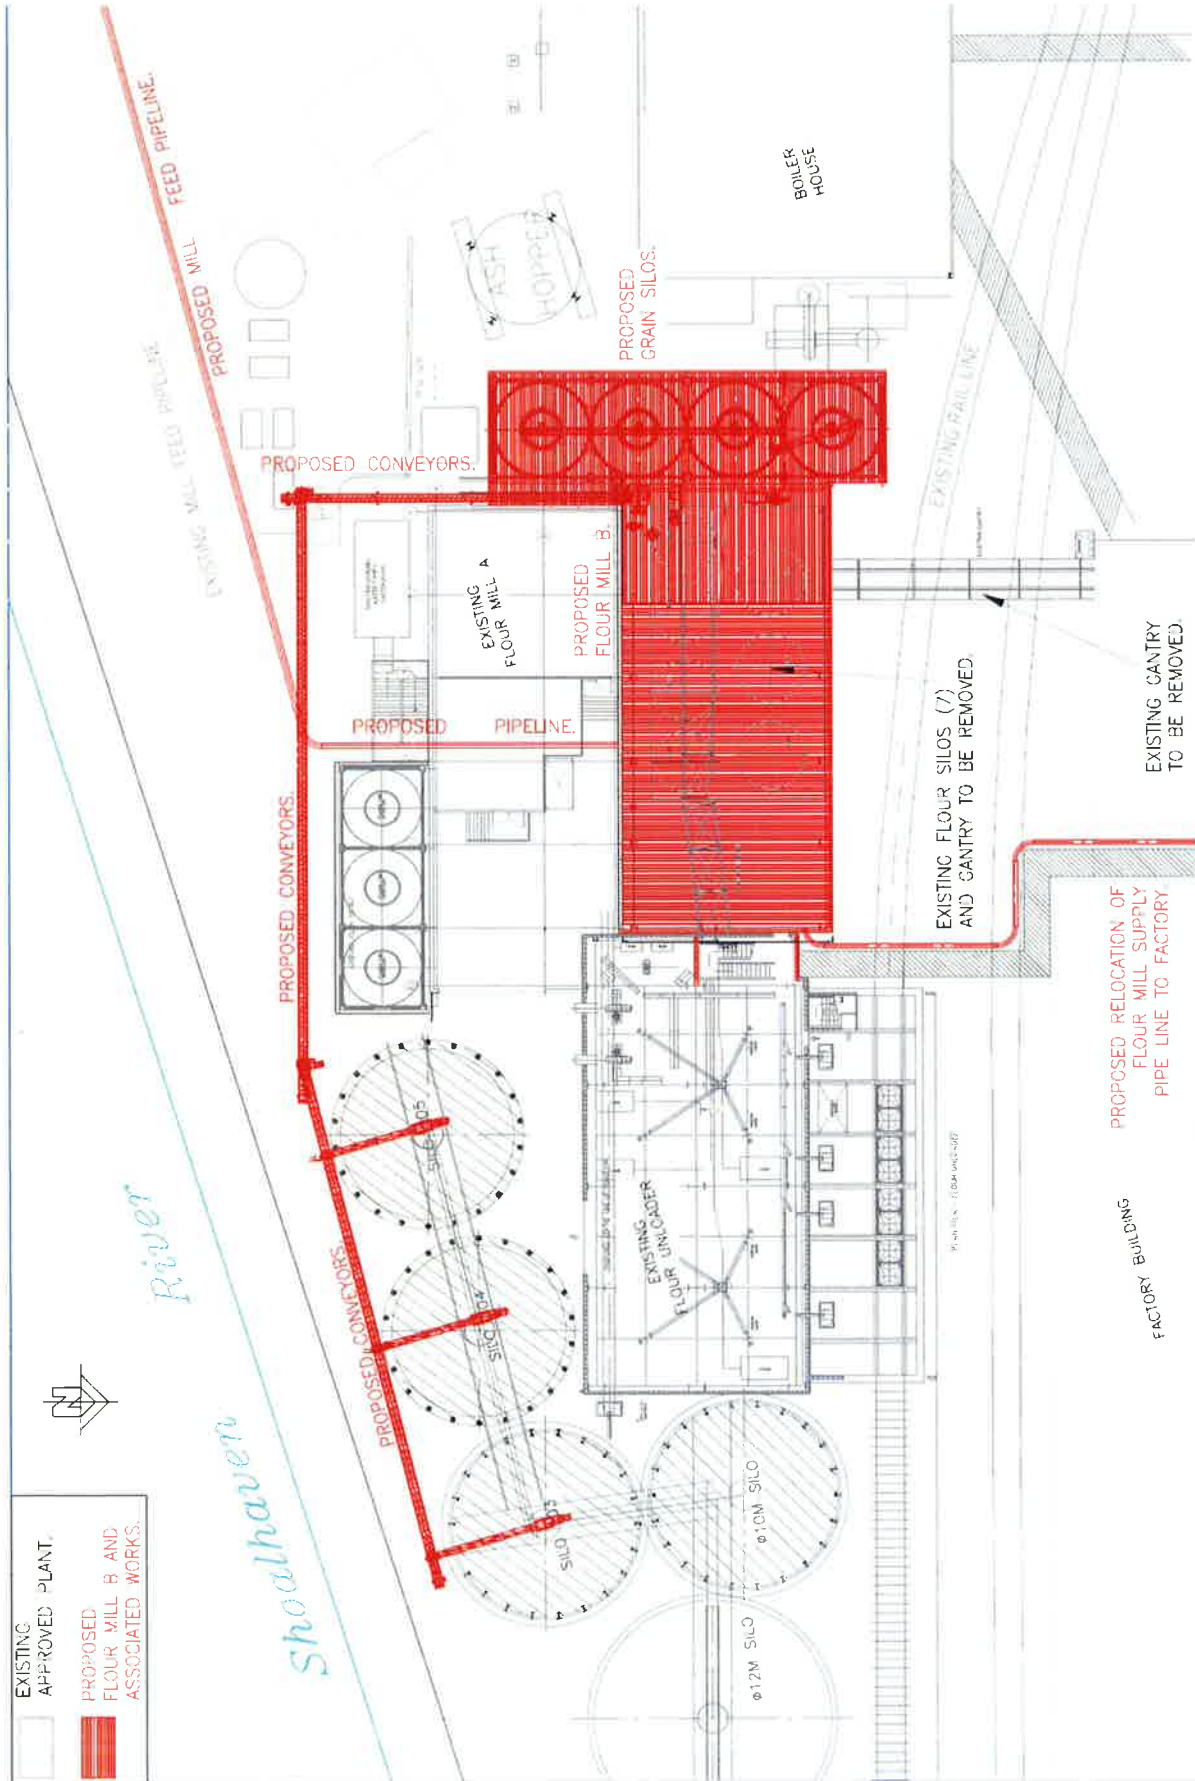 EXISTING
APPROVED PLANT.
PROPOSED
FLOUR MILL B AND
ASSOCIATED WORKS.
Shoalhaven River
PROPOSED MILL FEED PIPELINE.
EXISTING MILL FEED PIPELINE
PROPOSED CONVEYORS.
PROPOSED CONVEYORS.
PROPOSED CONVEYORS.
ASH
HOPPER
BOILER
HOUSE
PROPOSED
GRAIN SILOS.
EXISTING
FLOUR MILL A
PROPOSED
FLOUR MILL B.
PROPOSED PIPELINE.
EXISTING RAIL LINE
EXISTING FLOUR SILOS (7)
AND GANTRY TO BE REMOVED.
EXISTING GANTRY
TO BE REMOVED.
SILO
SILO 04
SILO
EXISTING
FLOUR UNLOADER
ø10M SILO
ø12M SILO
PROPOSED RELOCATION OF
FLOUR MILL SUPPLY
PIPE LINE TO FACTORY.
FACTORY BUILDING